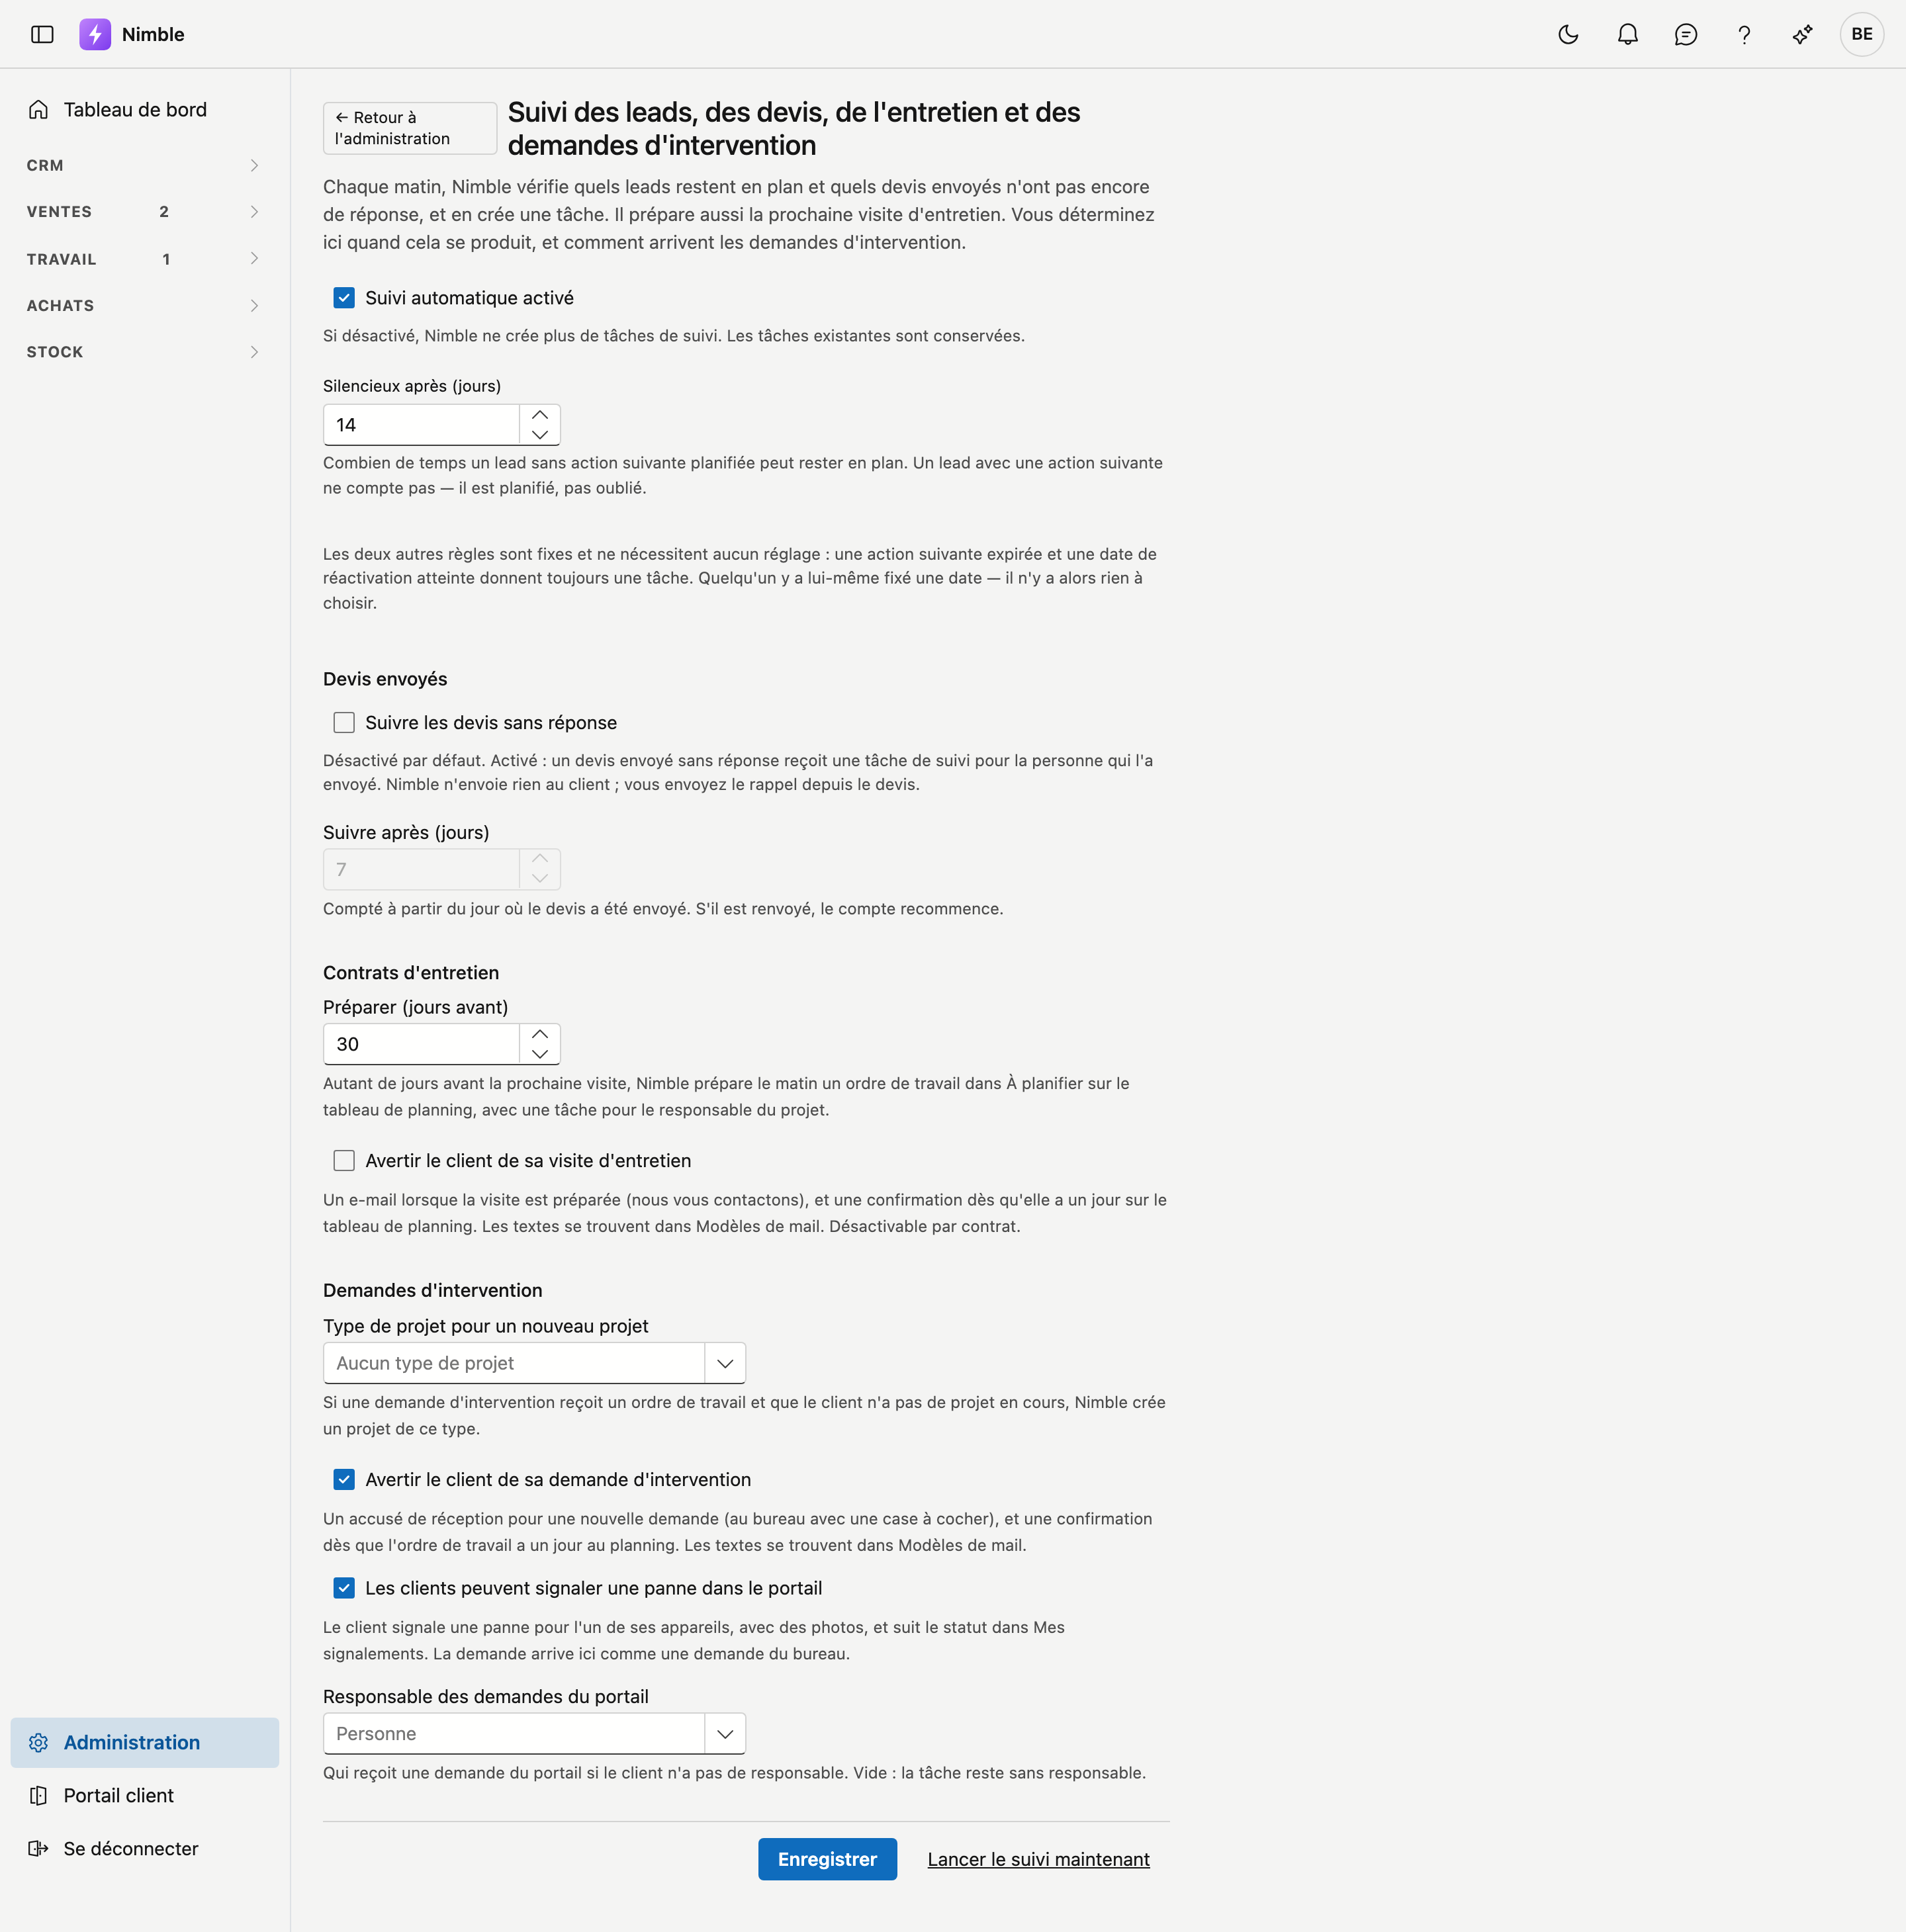 Nimble
BE
Tableau de bord
CRM
VENTES 2
TRAVAIL 1
ACHATS
STOCK
Administration
Portail client
Se déconnecter
← Retour à
l'administration
Suivi des leads, des devis, de l'entretien et des
demandes d'intervention
Chaque matin, Nimble vérifie quels leads restent en plan et quels devis envoyés n'ont pas encore
de réponse, et en crée une tâche. Il prépare aussi la prochaine visite d'entretien. Vous déterminez
ici quand cela se produit, et comment arrivent les demandes d'intervention.
Suivi automatique activé
Si désactivé, Nimble ne crée plus de tâches de suivi. Les tâches existantes sont conservées.
Silencieux après (jours)
14
Combien de temps un lead sans action suivante planifiée peut rester en plan. Un lead avec une action suivante
ne compte pas — il est planifié, pas oublié.
Les deux autres règles sont fixes et ne nécessitent aucun réglage : une action suivante expirée et une date de
réactivation atteinte donnent toujours une tâche. Quelqu'un y a lui-même fixé une date — il n'y a alors rien à
choisir.
Devis envoyés
Suivre les devis sans réponse
Désactivé par défaut. Activé : un devis envoyé sans réponse reçoit une tâche de suivi pour la personne qui l'a
envoyé. Nimble n'envoie rien au client ; vous envoyez le rappel depuis le devis.
Suivre après (jours)
7
Compté à partir du jour où le devis a été envoyé. S'il est renvoyé, le compte recommence.
Contrats d'entretien
Préparer (jours avant)
30
Autant de jours avant la prochaine visite, Nimble prépare le matin un ordre de travail dans À planifier sur le
tableau de planning, avec une tâche pour le responsable du projet.
Avertir le client de sa visite d'entretien
Un e-mail lorsque la visite est préparée (nous vous contactons), et une confirmation dès qu'elle a un jour sur le
tableau de planning. Les textes se trouvent dans Modèles de mail. Désactivable par contrat.
Demandes d'intervention
Type de projet pour un nouveau projet
Aucun type de projet
Si une demande d'intervention reçoit un ordre de travail et que le client n'a pas de projet en cours, Nimble crée
un projet de ce type.
Avertir le client de sa demande d'intervention
Un accusé de réception pour une nouvelle demande (au bureau avec une case à cocher), et une confirmation
dès que l'ordre de travail a un jour au planning. Les textes se trouvent dans Modèles de mail.
Les clients peuvent signaler une panne dans le portail
Le client signale une panne pour l'un de ses appareils, avec des photos, et suit le statut dans Mes
signalements. La demande arrive ici comme une demande du bureau.
Responsable des demandes du portail
Personne
Qui reçoit une demande du portail si le client n'a pas de responsable. Vide : la tâche reste sans responsable.
Enregistrer
Lancer le suivi maintenant